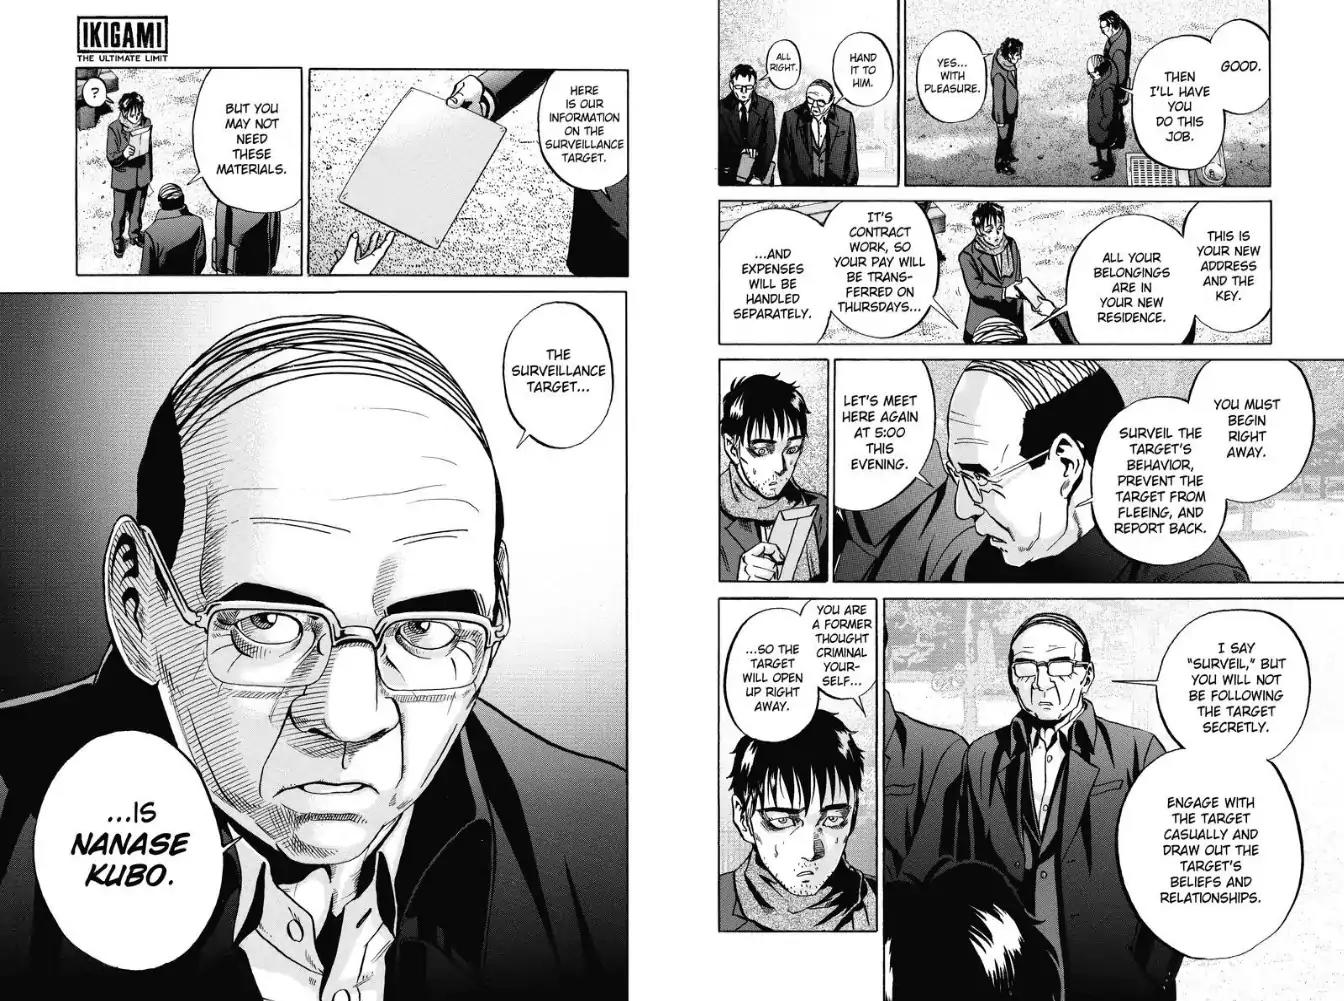 GOOD.
THEN
I'LL HAVE
YOU DO
THIS
JOB.
YES...
WITH
PLEASURE.
HAND
IT TO
HIM.
ALL
RIGHT.
THIS IS
YOUR NEW
ADDRESS
AND THE
KEY.
ALL YOUR
BELONGINGS
ARE IN
YOUR NEW
RESIDENCE.
IT'S
CONTRACT
WORK, SO
YOUR PAY WILL
BE TRANS-
FERRED ON
THURSDAYS...
...AND
EXPENSES
WILL BE
HANDLED
SEPARATELY.
YOU MUST
BEGIN
RIGHT
AWAY.
SURVEIL THE
TARGET'S
BEHAVIOR,
PREVENT THE
TARGET FROM
FLEEING, AND
REPORT BACK.
LET'S MEET
HERE AGAIN
AT 5:00
THIS
EVENING.
I SAY
"SURVEIL," BUT
YOU WILL NOT
BE FOLLOWING
THE TARGET
SECRETLY.
ENGAGE WITH
THE TARGET
CASUALLY AND
DRAW OUT THE
TARGET'S
BELIEFS AND
RELATIONSHIPS.
YOU ARE
A FORMER
THOUGHT
CRIMINAL
YOUR-
SELF...
...SO THE
TARGET
WILL OPEN
UP RIGHT
AWAY.
IKIGAMI
THE ULTIMATE LIMIT
HERE
IS OUR
INFORMATION
ON THE
SURVEILLANCE
TARGET.
BUT YOU
MAY NOT
NEED
THESE
MATERIALS.
?
THE
SURVEILLANCE
TARGET...
...IS
NANASE
KUBO.